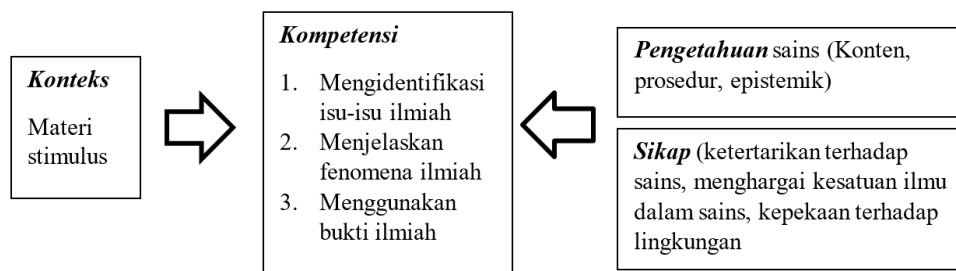 Konteks
Materi
stimulus
Kompetensi
1. Mengidentifikasi
isu-isu ilmiah
2. Menjelaskan
fenomena ilmiah
3. Menggunakan
bukti ilmiah
Pengetahuan sains (Konten,
prosedur, epistemik)
Sikap (ketertarikan terhadap
sains, menghargai kesatuan ilmu
dalam sains, kepekaan terhadap
lingkungan